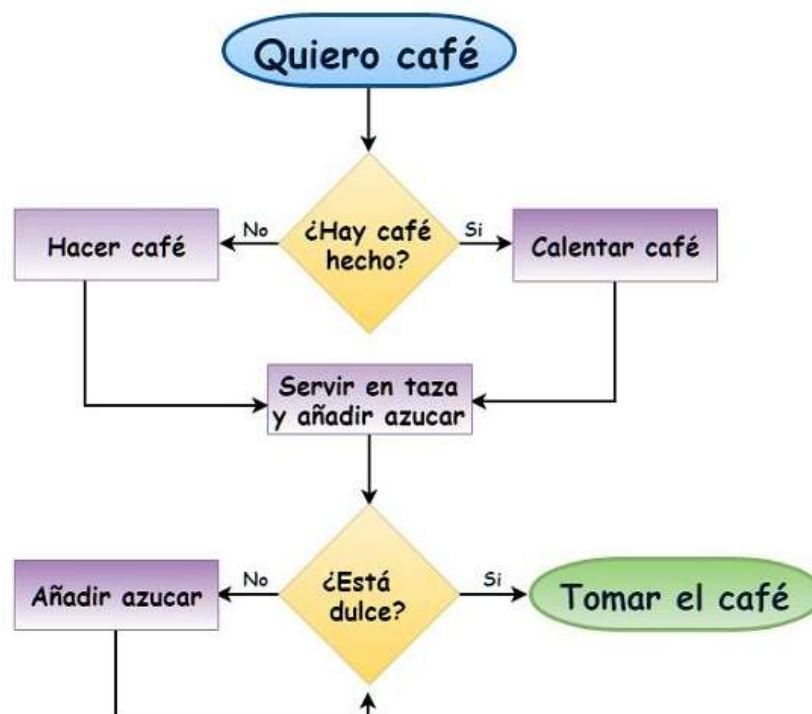 Quiero café
¿Hay café
hecho?
No
Si
Hacer café
Calentar café
Servir en taza
y añadir azucar
¿Está
dulce?
No
Si
Añadir azucar
Tomar el café